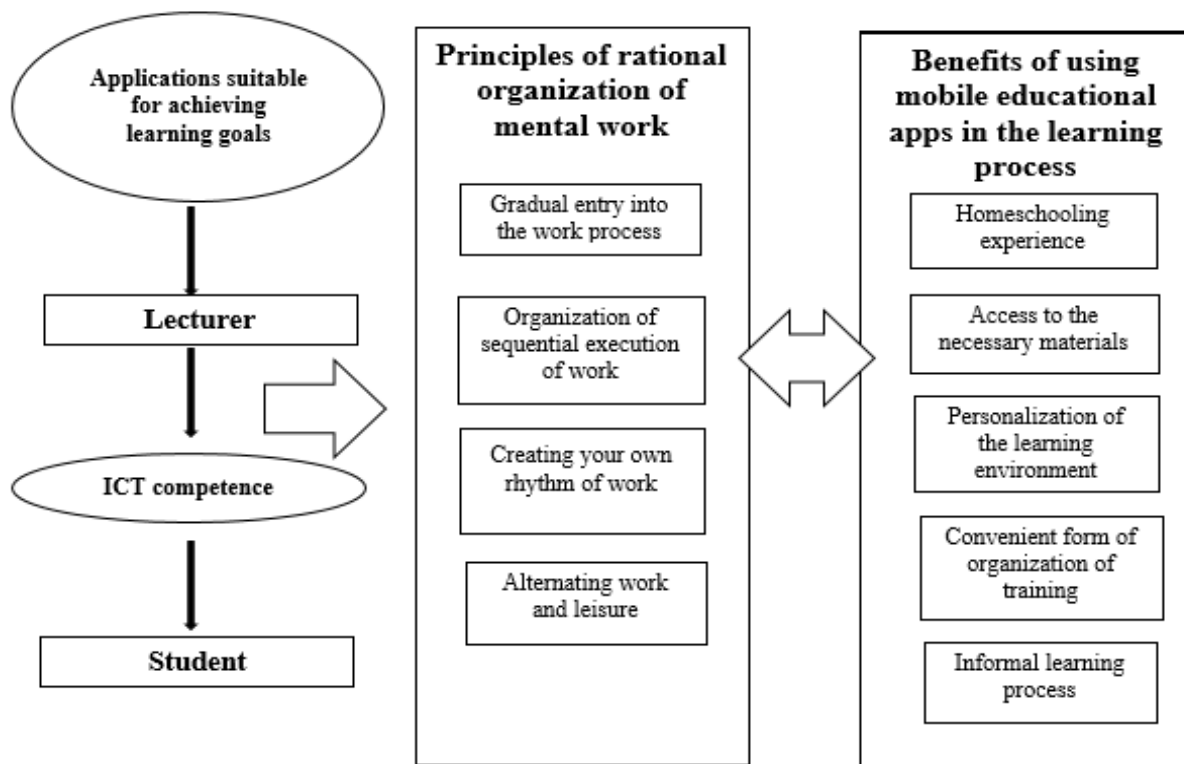 Applications suitable
for achieving
learning goals
Lecturer
ICT competence
Student
Principles of rational
organization of
mental work
Gradual entry into
the work process
Organization of
sequential execution
of work
Creating your own
rhythm of work
Alternating work
and leisure
Benefits of using
mobile educational
apps in the learning
process
Homeschooling
experience
Access to the
necessary materials
Personalization of
the learning
environment
Convenient form of
organization of
training
Informal learning
process